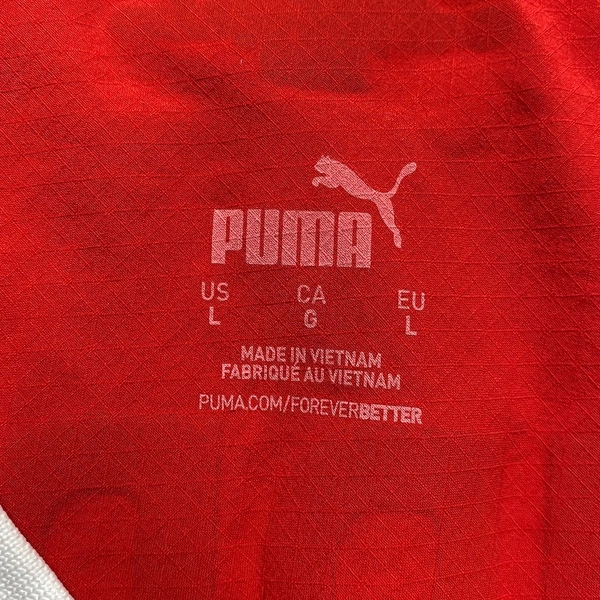 PUMA
US CA EU
L G L
MADE IN VIETNAM
FABRIQUÉ AU VIETNAM
PUMA.COM/FOREVERBETTER